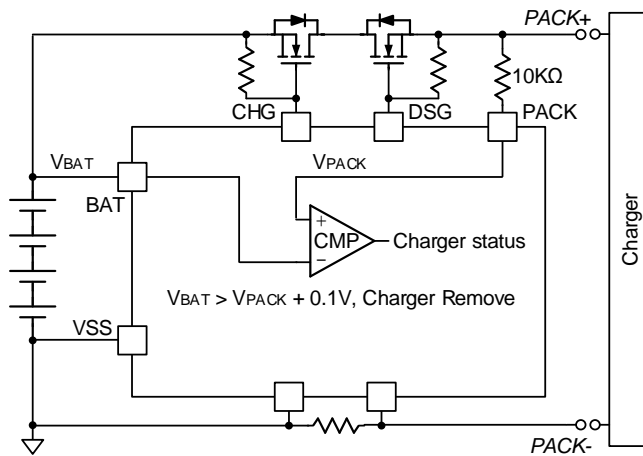 PACK+
10KΩ
CHG
DSG
PACK
VBAT
VPACK
BAT
+
CMP
−
Charger status
Charger
VBAT > VPACK + 0.1V, Charger Remove
VSS
PACK-